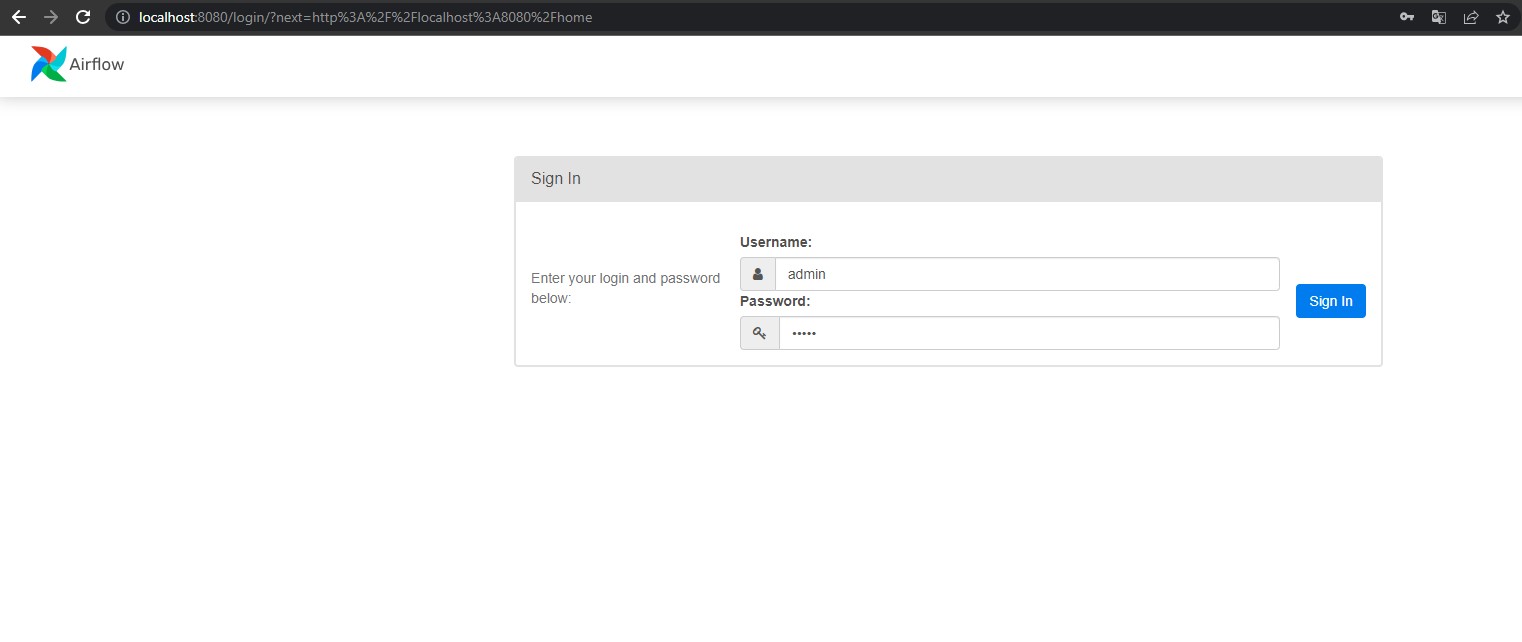 localhost:8080/login/?next=http%3A%2F%2Flocalhost%3A8080%2Fhome
Airflow
Sign In
Enter your login and password
below:
Username:
admin
Password:
•••••
Sign In